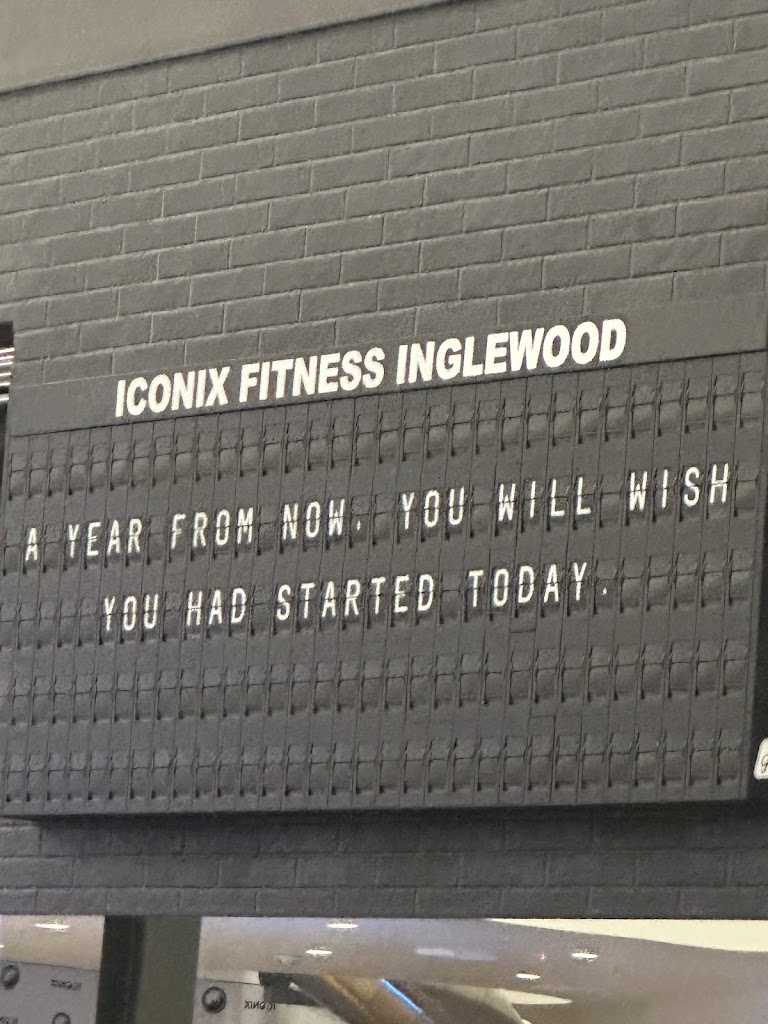 ICONIX FITNESS INGLEWOOD
A YEAR FROM NOW, YOU WILL WISH
YOU HAD STARTED TODAY.